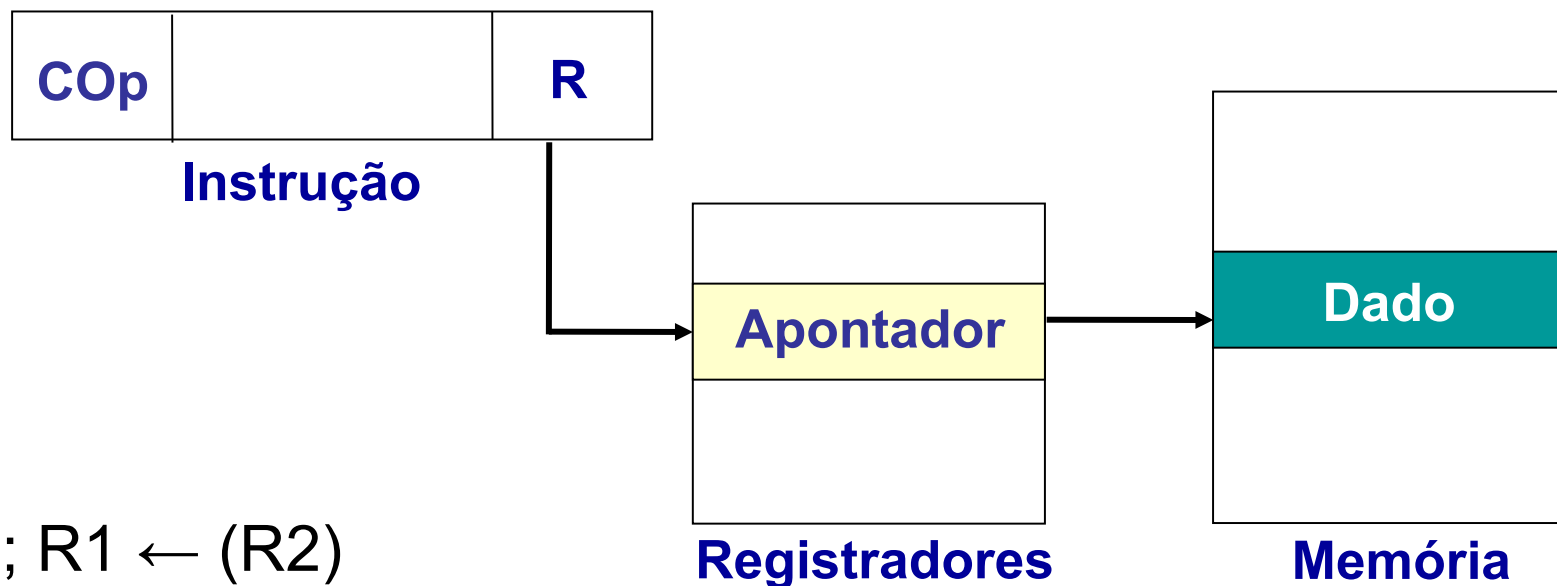 COp
R
Instrução
Apontador
Dado
; R1 ← (R2)
Registradores
Memória